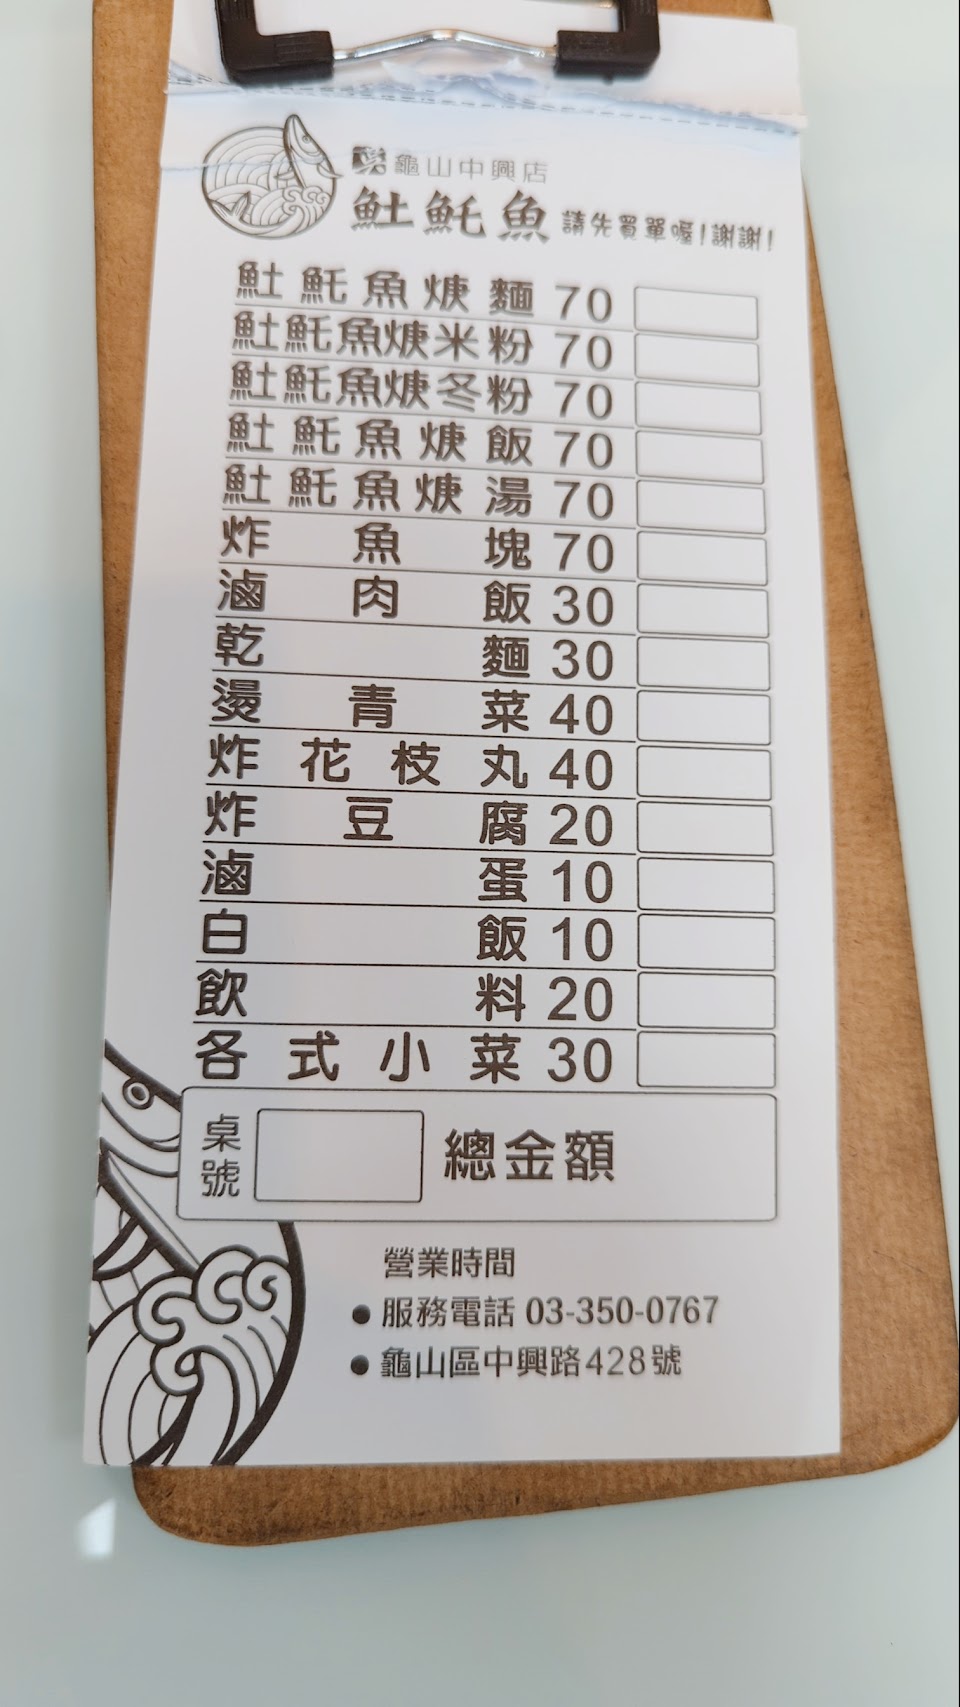 龜山中興店
魠魠魚 請先買單喔！謝謝！
魠魠魚焿麵 70
魠魠魚焿米粉 70
魠魠魚焿冬粉 70
魠魠魚焿飯 70
魠魠魚焿湯 70
炸魚塊 70
滷肉飯 30
乾麵 30
燙青菜 40
炸花枝丸 40
炸豆腐 20
滷蛋 10
白飯 10
飲料 20
各式小菜 30
桌號 總金額
營業時間
●服務電話 03-350-0767
●龜山區中興路428號